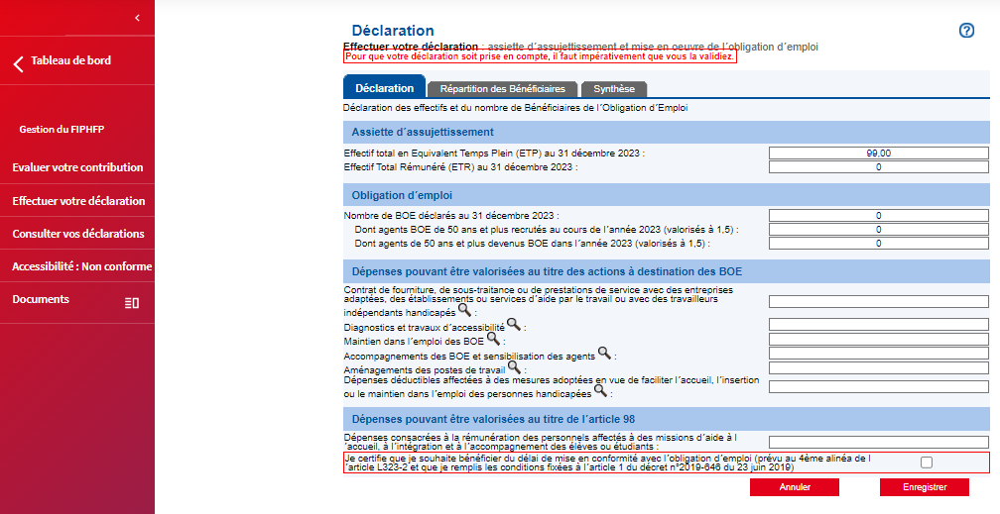 Tableau de bord
Gestion du FIPHFP
Evaluer votre contribution
Effectuer votre déclaration
Consulter vos déclarations
Accessibilité : Non conforme
Documents
Déclaration
Effectuer votre déclaration : assiette d´assujettissement et mise en oeuvre de l´obligation d´emploi
Pour que votre déclaration soit prise en compte, il faut impérativement que vous la validiez.
Déclaration Répartition des Bénéficiaires Synthèse
Déclaration des effectifs et du nombre de Bénéficiaires de l´Obligation d´Emploi
Assiette d´assujettissement
Effectif total en Equivalent Temps Plein (ETP) au 31 décembre 2023 : 99,00
Effectif Total Rémunéré (ETR) au 31 décembre 2023 : 0
Obligation d´emploi
Nombre de BOE déclarés au 31 décembre 2023 : 0
Dont agents BOE de 50 ans et plus recrutés au cours de l´année 2023 (valorisés à 1,5) : 0
Dont agents de 50 ans et plus devenus BOE dans l´année 2023 (valorisés à 1,5) : 0
Dépenses pouvant être valorisées au titre des actions à destination des BOE
Contrat de fourniture, de sous-traitance ou de prestations de service avec des entreprises
adaptées, des établissements ou services d´aide par le travail ou avec des travailleurs
indépendants handicapés :
Diagnostics et travaux d´accessibilité :
Maintien dans l´emploi des BOE :
Accompagnements des BOE et sensibilisation des agents :
Aménagements des postes de travail :
Dépenses déductibles affectées à des mesures adoptées en vue de faciliter l´accueil, l´insertion
ou le maintien dans l´emploi des personnes handicapées :
Dépenses pouvant être valorisées au titre de l´article 98
Dépenses consacrées à la rémunération des personnels affectés à des missions d´aide à l
´accueil, à l´intégration et à l´accompagnement des élèves ou étudiants :
Je certifie que je souhaite bénéficier du délai de mise en conformité avec l´obligation d´emploi (prévu au 4ème alinéa de l
´article L323-2 et que je remplis les conditions fixées à l´article 1 du décret n°2019-646 du 23 juin 2019)
Annuler Enregistrer